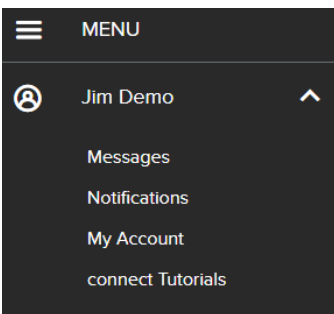 MENU
Jim Demo
Messages
Notifications
My Account
connect Tutorials